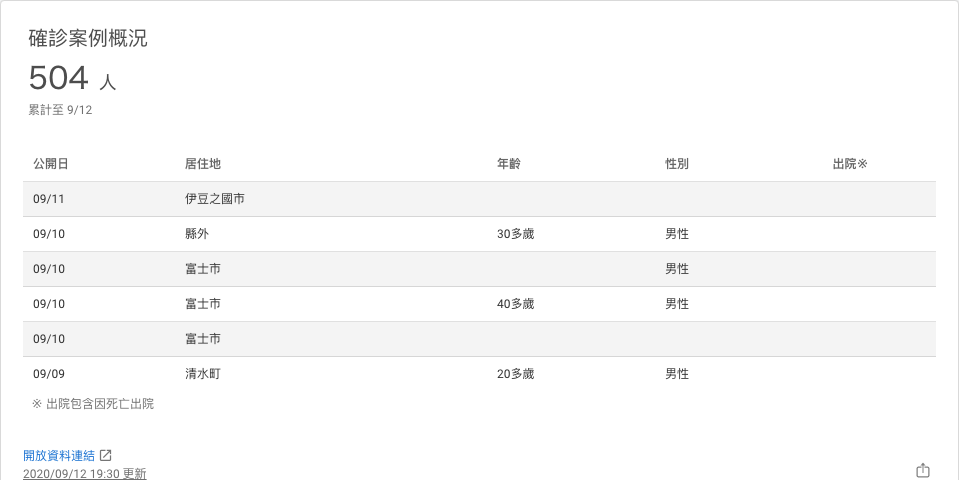 確診案例概況
504 人
累計至 9/12
公開日 居住地 年齡 性別 出院※
09/11 伊豆之國市
09/10 縣外 30多歲 男性
09/10 富士市 男性
09/10 富士市 40多歲 男性
09/10 富士市
09/09 清水町 20多歲 男性
※ 出院包含因死亡出院
開放資料連結
2020/09/12 19:30 更新